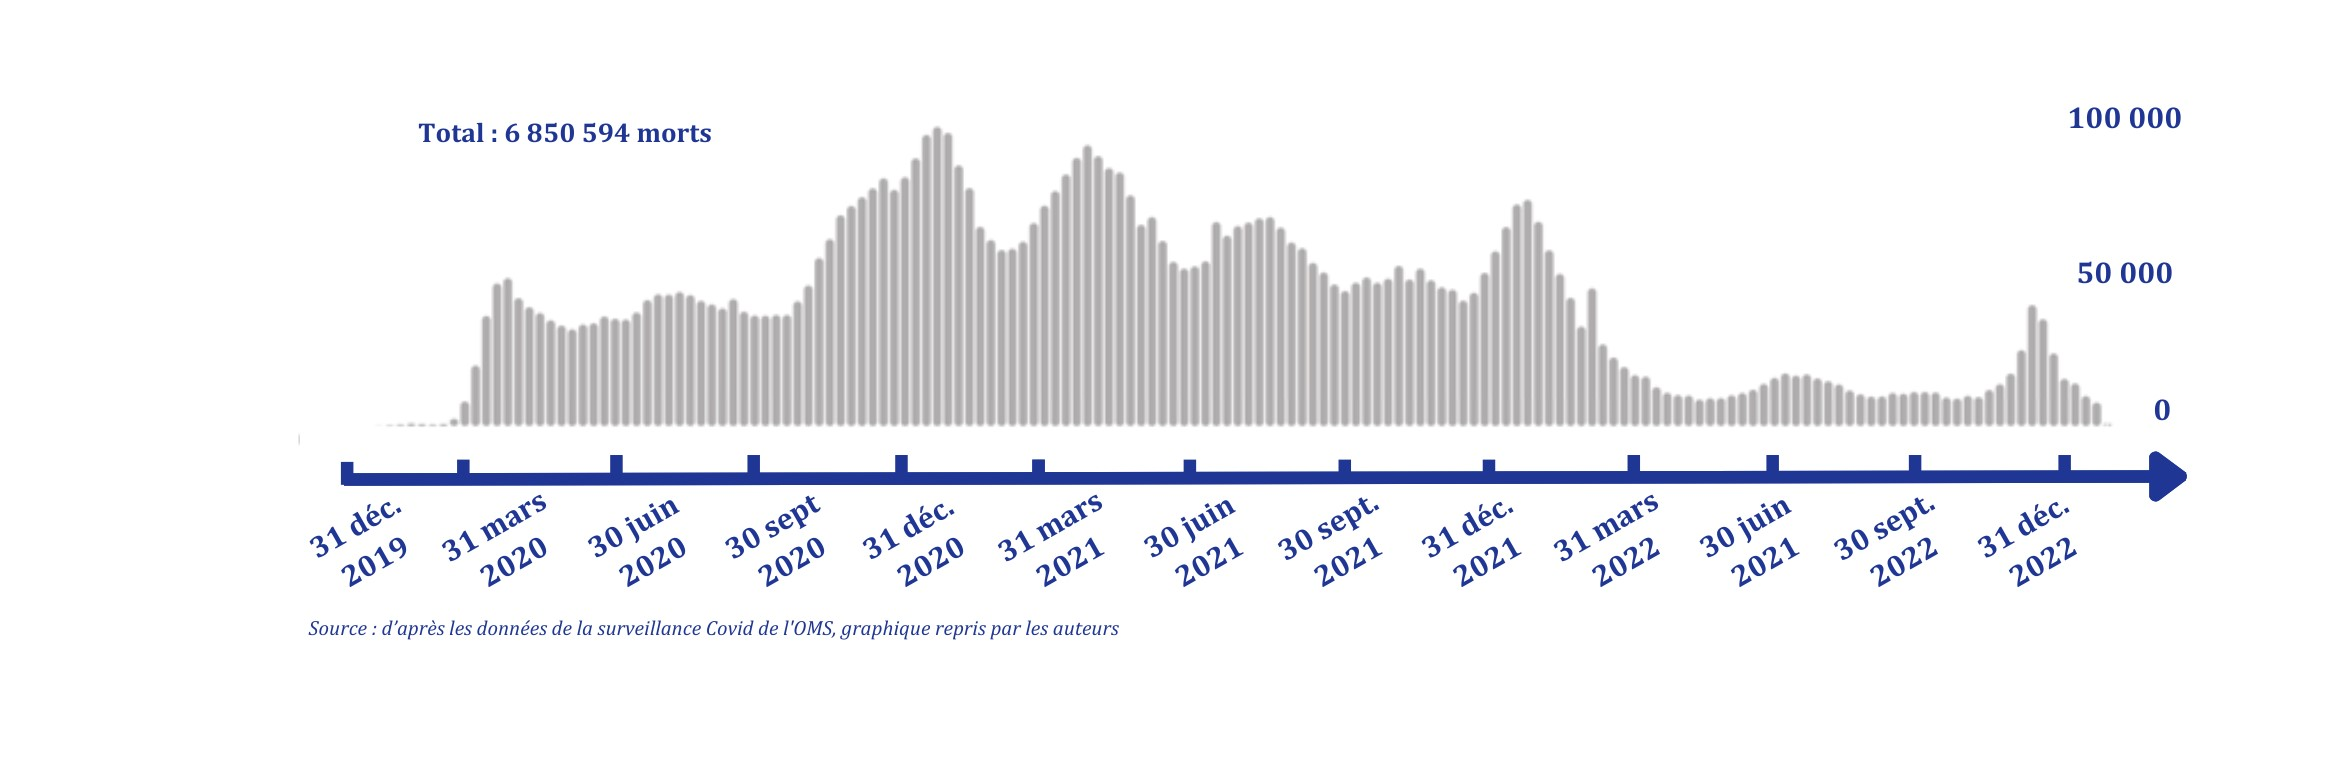 100 000
Total : 6 850 594 morts
50 000
0
31 déc.
2019
31 mars
2020
30 juin
2020
30 sept
2020
31 déc.
2020
31 mars
2021
30 juin
2021
30 sept.
2021
31 déc.
2021
31 mars
2022
30 juin
2021
30 sept.
2022
31 déc.
2022
Source : d’après les données de la surveillance Covid de l'OMS, graphique repris par les auteurs